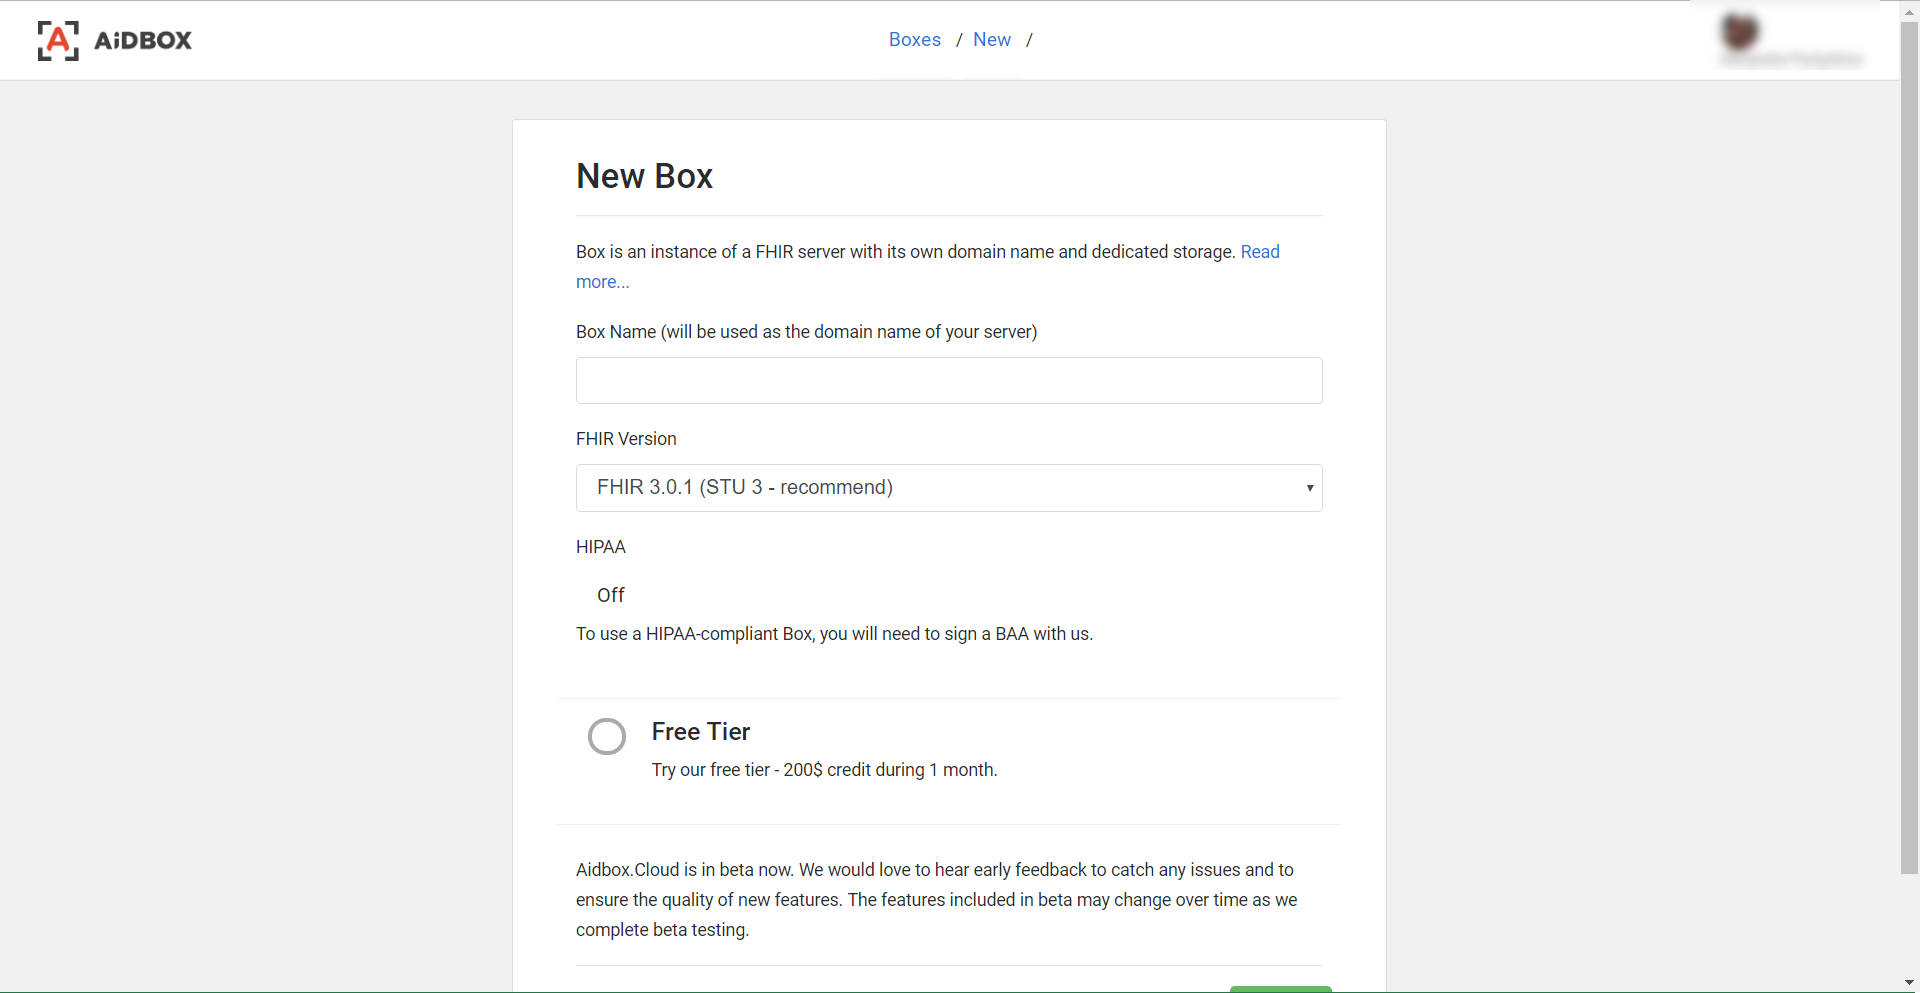 AiDBOX
Boxes / New /
New Box
Box is an instance of a FHIR server with its own domain name and dedicated storage. Read
more...
Box Name (will be used as the domain name of your server)
FHIR Version
FHIR 3.0.1 (STU 3 - recommend)
HIPAA
Off
To use a HIPAA-compliant Box, you will need to sign a BAA with us.
Free Tier
Try our free tier - 200$ credit during 1 month.
Aidbox.Cloud is in beta now. We would love to hear early feedback to catch any issues and to
ensure the quality of new features. The features included in beta may change over time as we
complete beta testing.